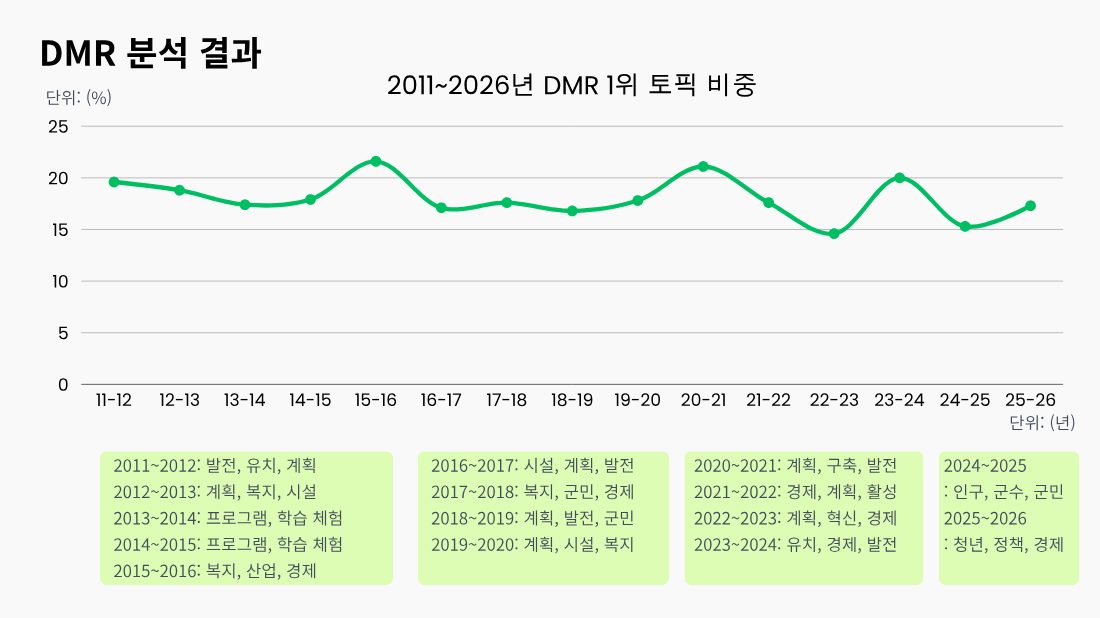 DMR 분석 결과
2011~2026년 DMR 1위 토픽 비중
단위: (%)
25
20
15
10
5
0
11-12 12-13 13-14 14-15 15-16 16-17 17-18 18-19 19-20 20-21 21-22 22-23 23-24 24-25 25-26
단위: (년)
2011~2012: 발전, 유치, 계획
2012~2013: 계획, 복지, 시설
2013~2014: 프로그램, 학습 체험
2014~2015: 프로그램, 학습 체험
2015~2016: 복지, 산업, 경제
2016~2017: 시설, 계획, 발전
2017~2018: 복지, 군민, 경제
2018~2019: 계획, 발전, 군민
2019~2020: 계획, 시설, 복지
2020~2021: 계획, 구축, 발전
2021~2022: 경제, 계획, 활성
2022~2023: 계획, 혁신, 경제
2023~2024: 유치, 경제, 발전
2024~2025
: 인구, 군수, 군민
2025~2026
: 청년, 정책, 경제